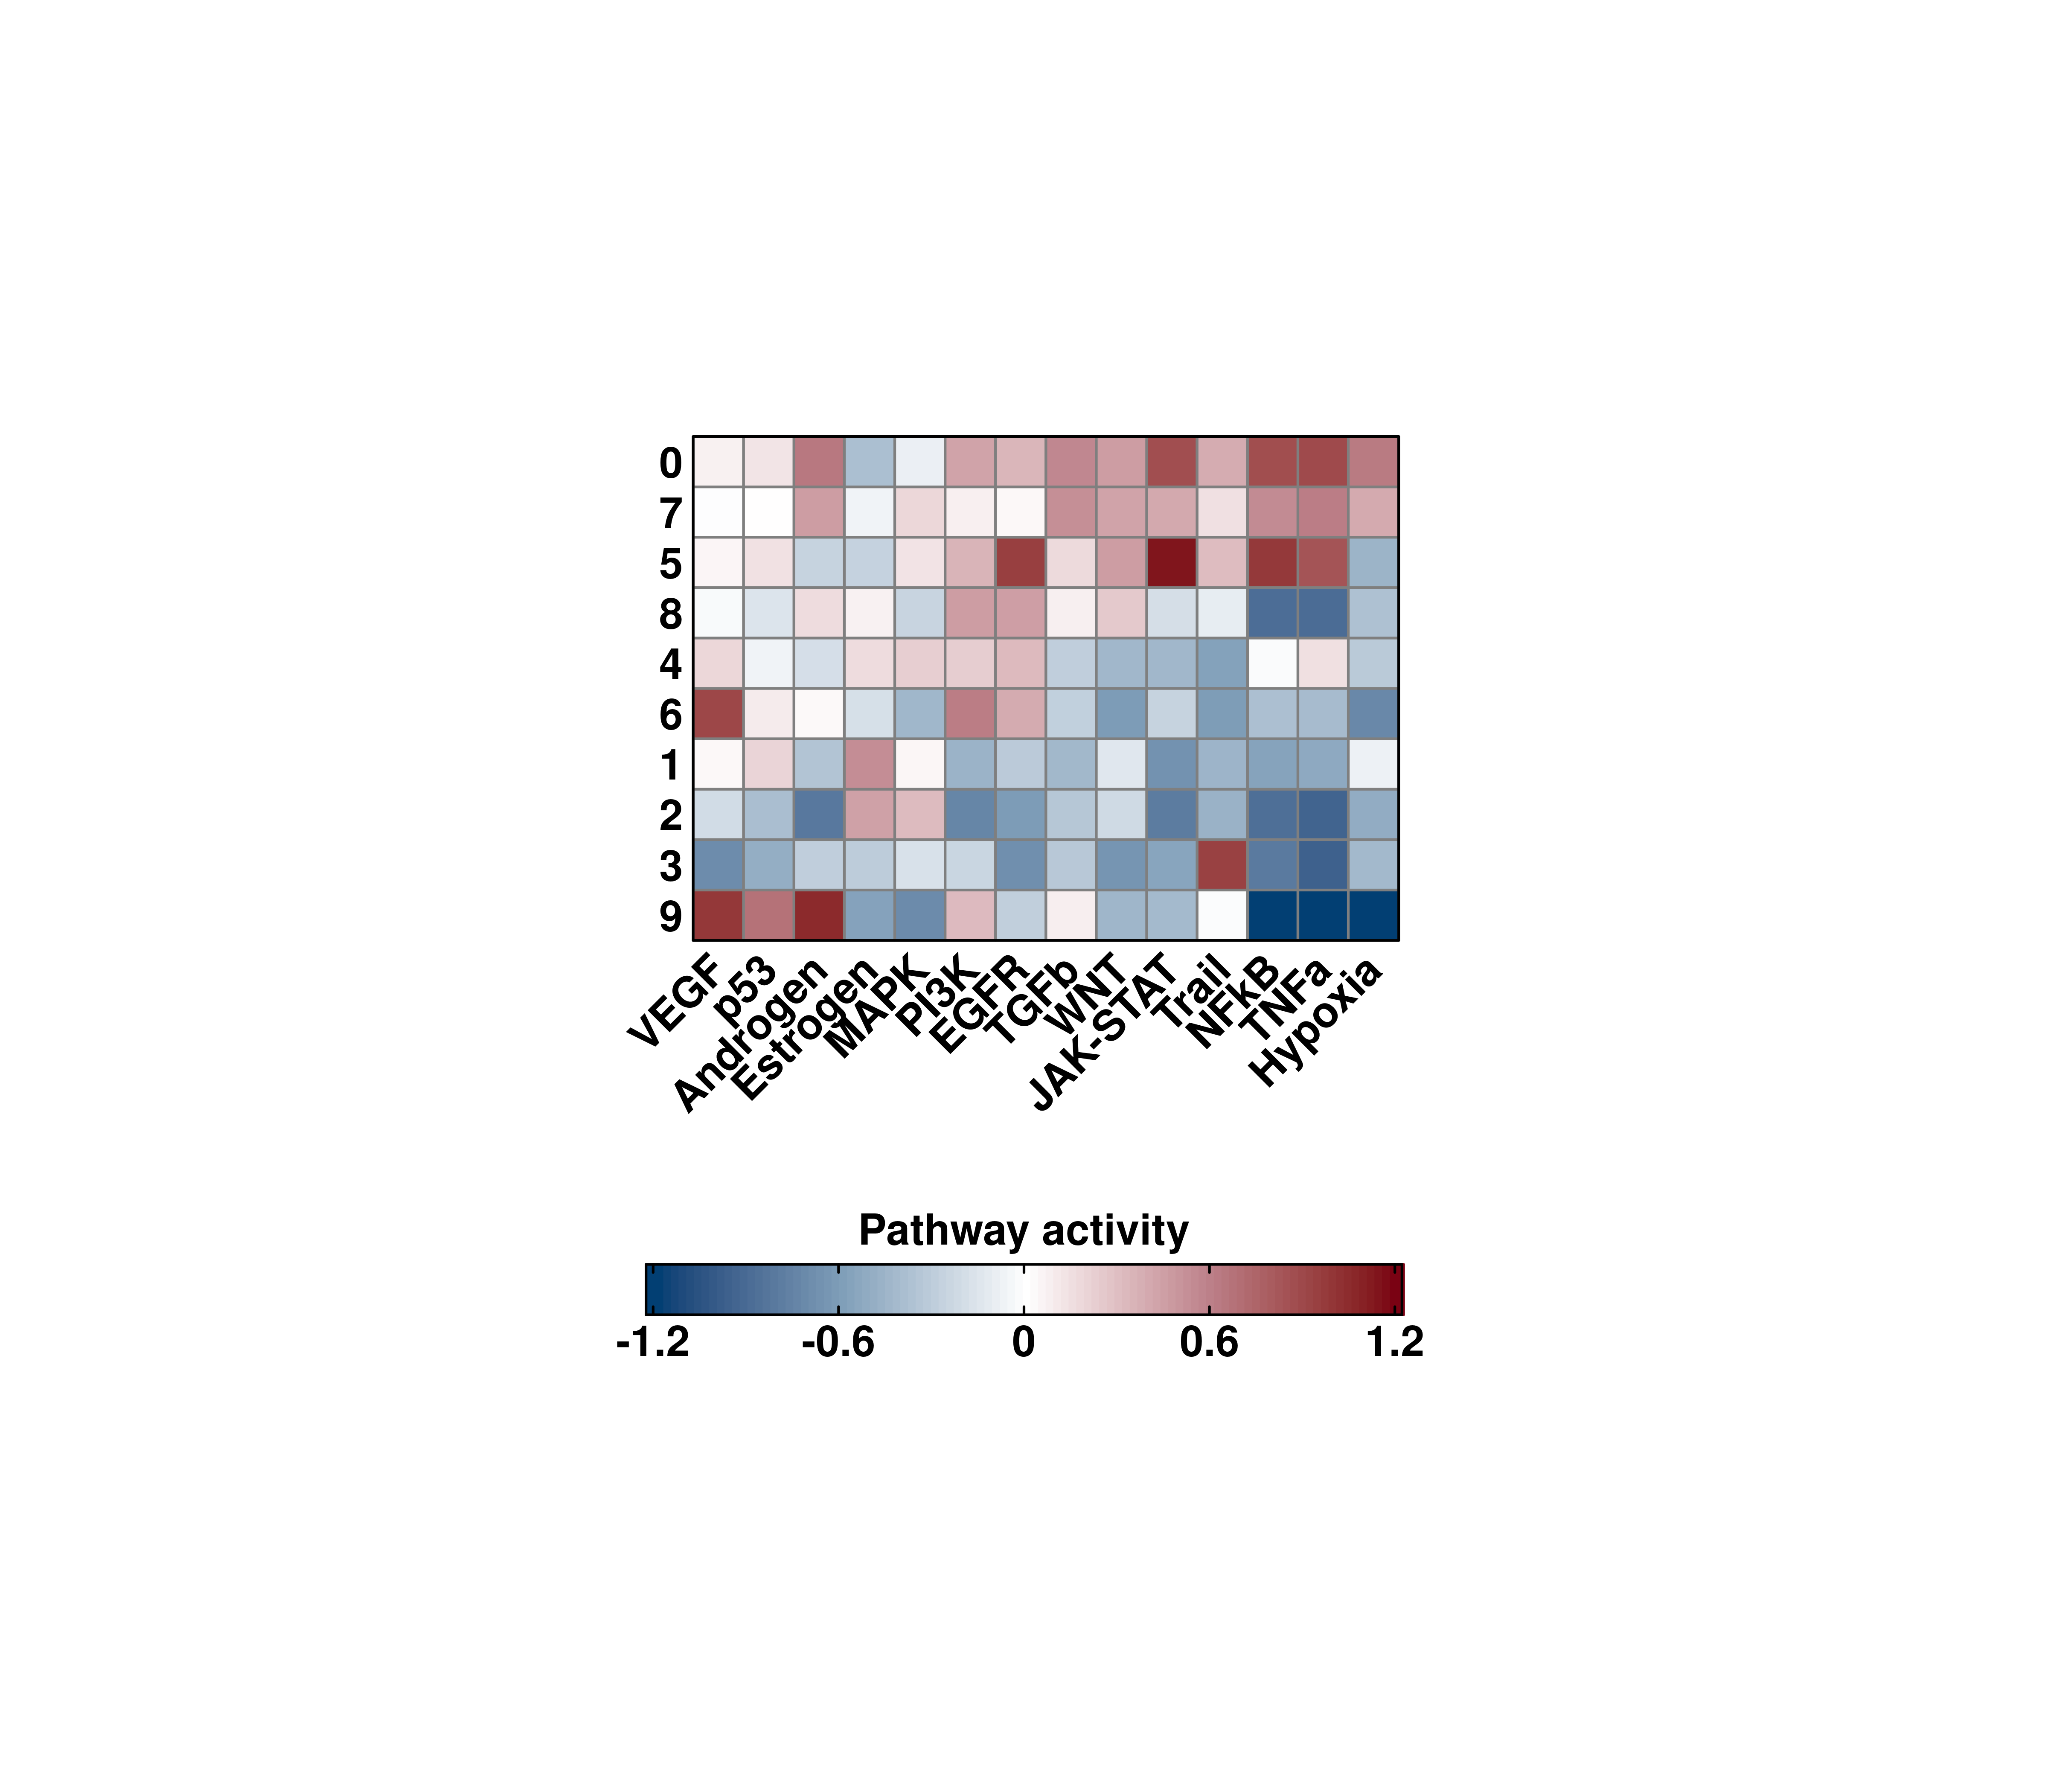 0
7
5
8
4
6
1
2
3
9
VEGF
p53
Androgen
Estrogen
MAPK
PI3K
EGFR
TGFb
WNT
JAK-STAT
Trail
NFkB
TNFa
Hypoxia
Pathway activity
-1.2 -0.6 0 0.6 1.2